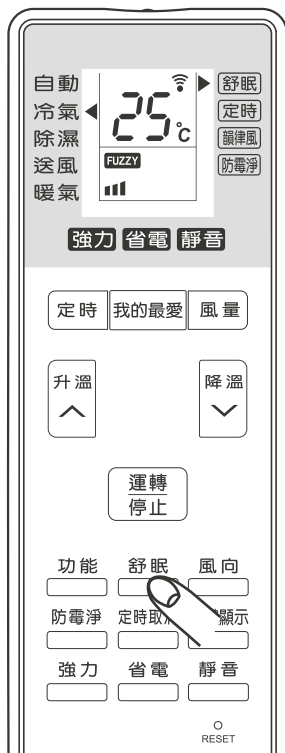 自動 舒眠
冷氣 25℃ 定時
除濕 韻律風
送風 FUZZY 防霉淨
暖氣
強力 省電 靜音
定時 我的最愛 風量
升溫 降溫
運轉
停止
功能 舒眠 風向
防霉淨 定時取 顯示
強力 省電 靜音
RESET